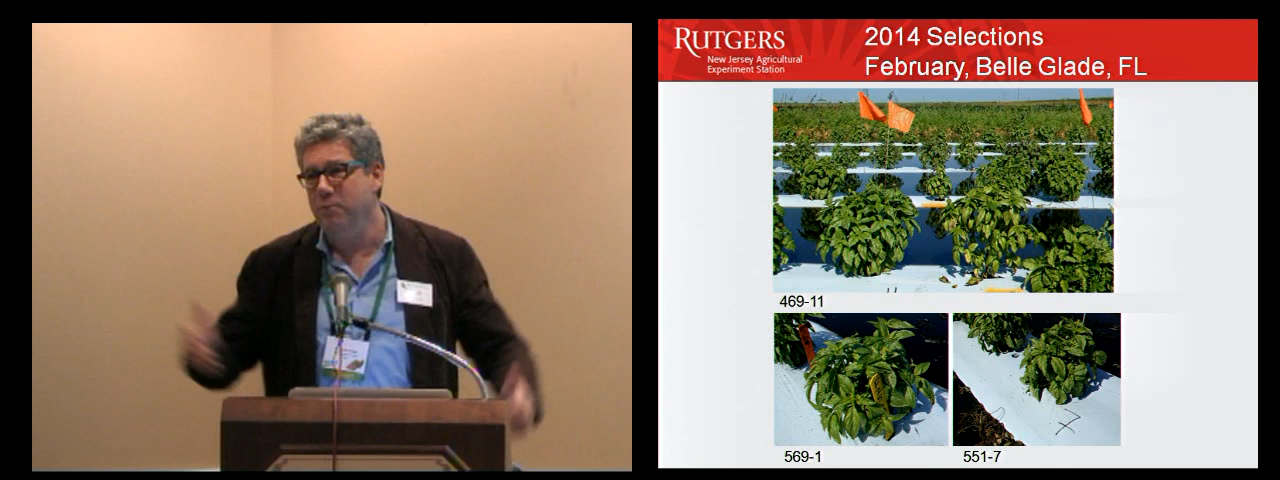 RUTGERS
New Jersey Agricultural
Experiment Station
2014 Selections
February, Belle Glade, FL
469-11
569-1
551-7